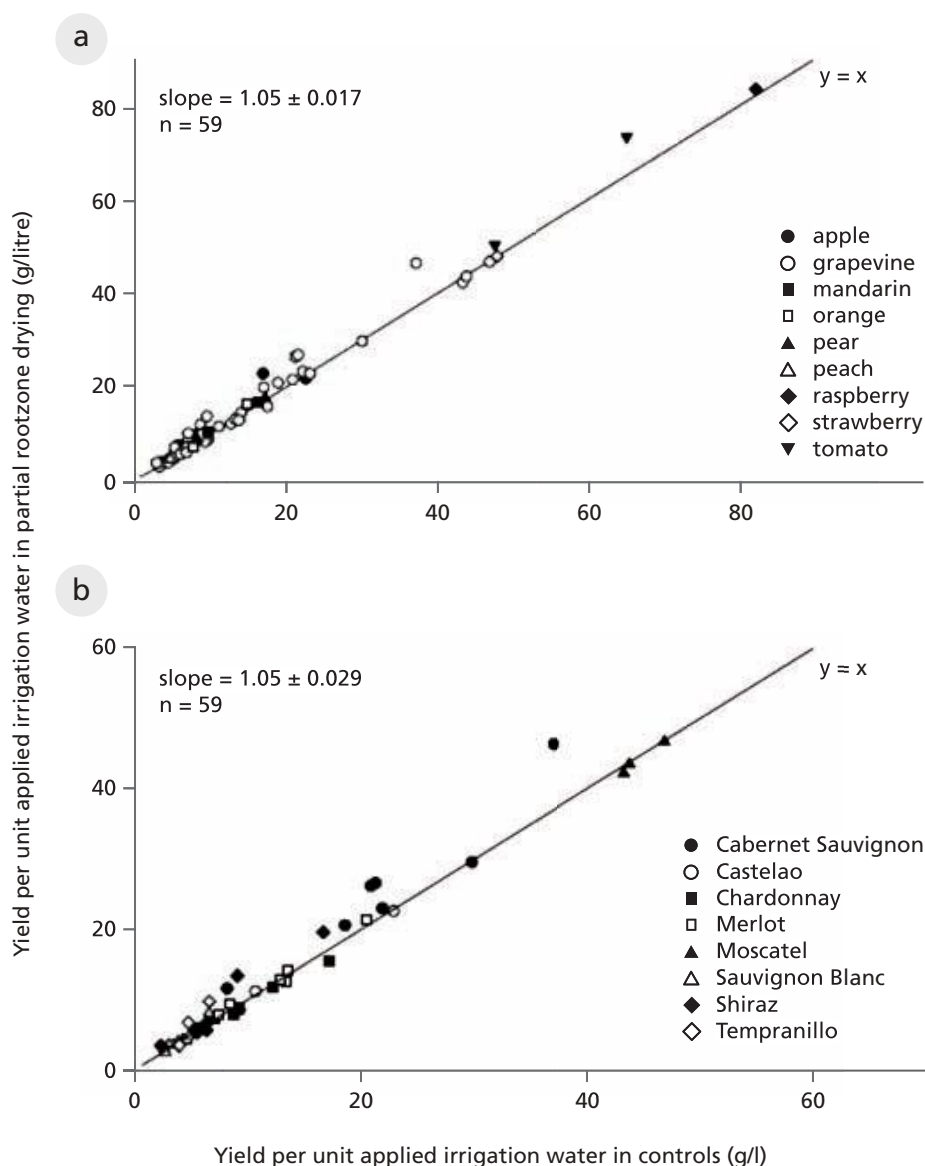 a
slope = 1.05 ± 0.017
n = 59
y = x
80
60
40
20
0
0 20 40 60 80
apple
grapevine
mandarin
orange
pear
peach
raspberry
strawberry
tomato
Yield per unit applied irrigation water in partial rootzone drying (g/litre)
b
slope = 1.05 ± 0.029
n = 59
y = x
60
40
20
0
0 20 40 60
Cabernet Sauvignon
Castelao
Chardonnay
Merlot
Moscatel
Sauvignon Blanc
Shiraz
Tempranillo
Yield per unit applied irrigation water in controls (g/l)